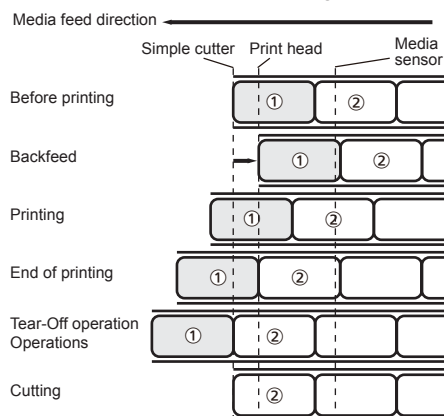 Media feed direction
Simple cutter Print head Media sensor
Before printing ① ②
Backfeed ① ②
Printing ① ②
End of printing ① ②
Tear-Off operation
Operations ① ②
Cutting ②